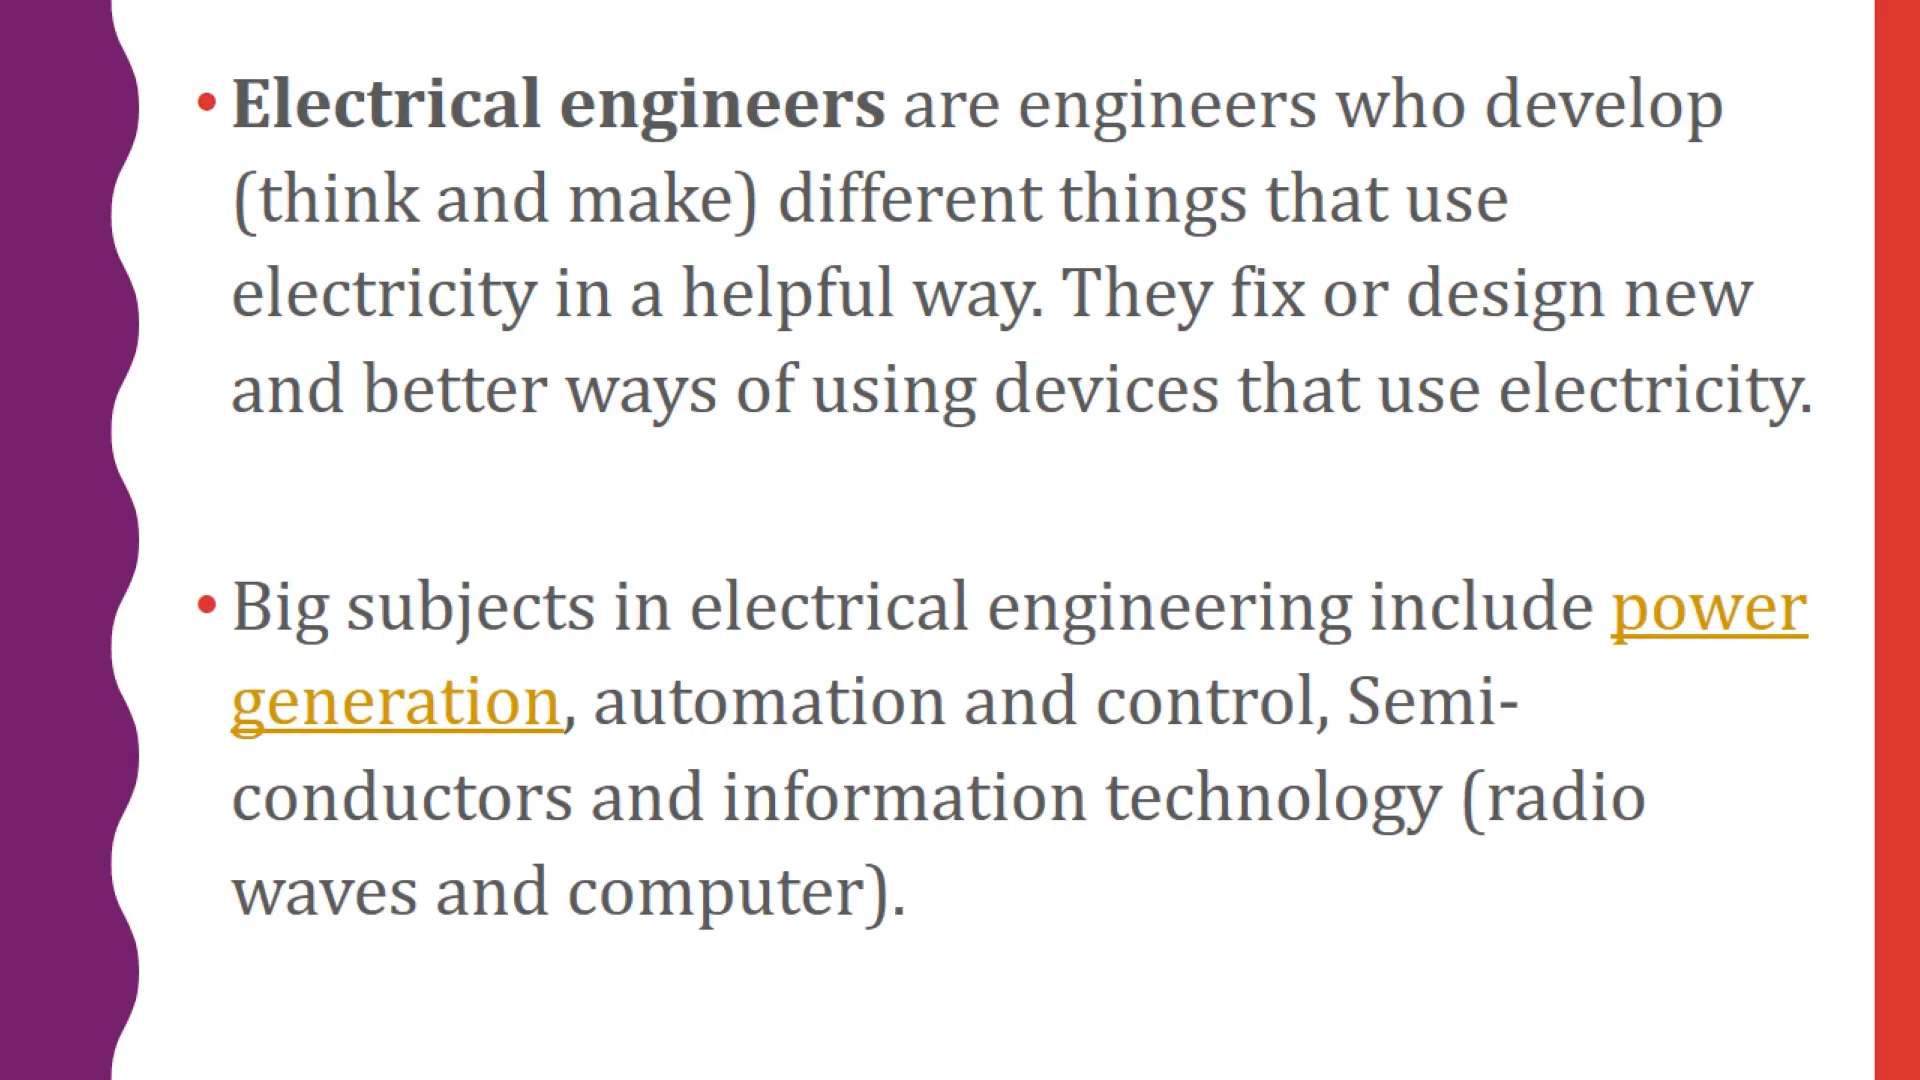 • Electrical engineers are engineers who develop
(think and make) different things that use
electricity in a helpful way. They fix or design new
and better ways of using devices that use electricity.
• Big subjects in electrical engineering include power
generation, automation and control, Semi-
conductors and information technology (radio
waves and computer).